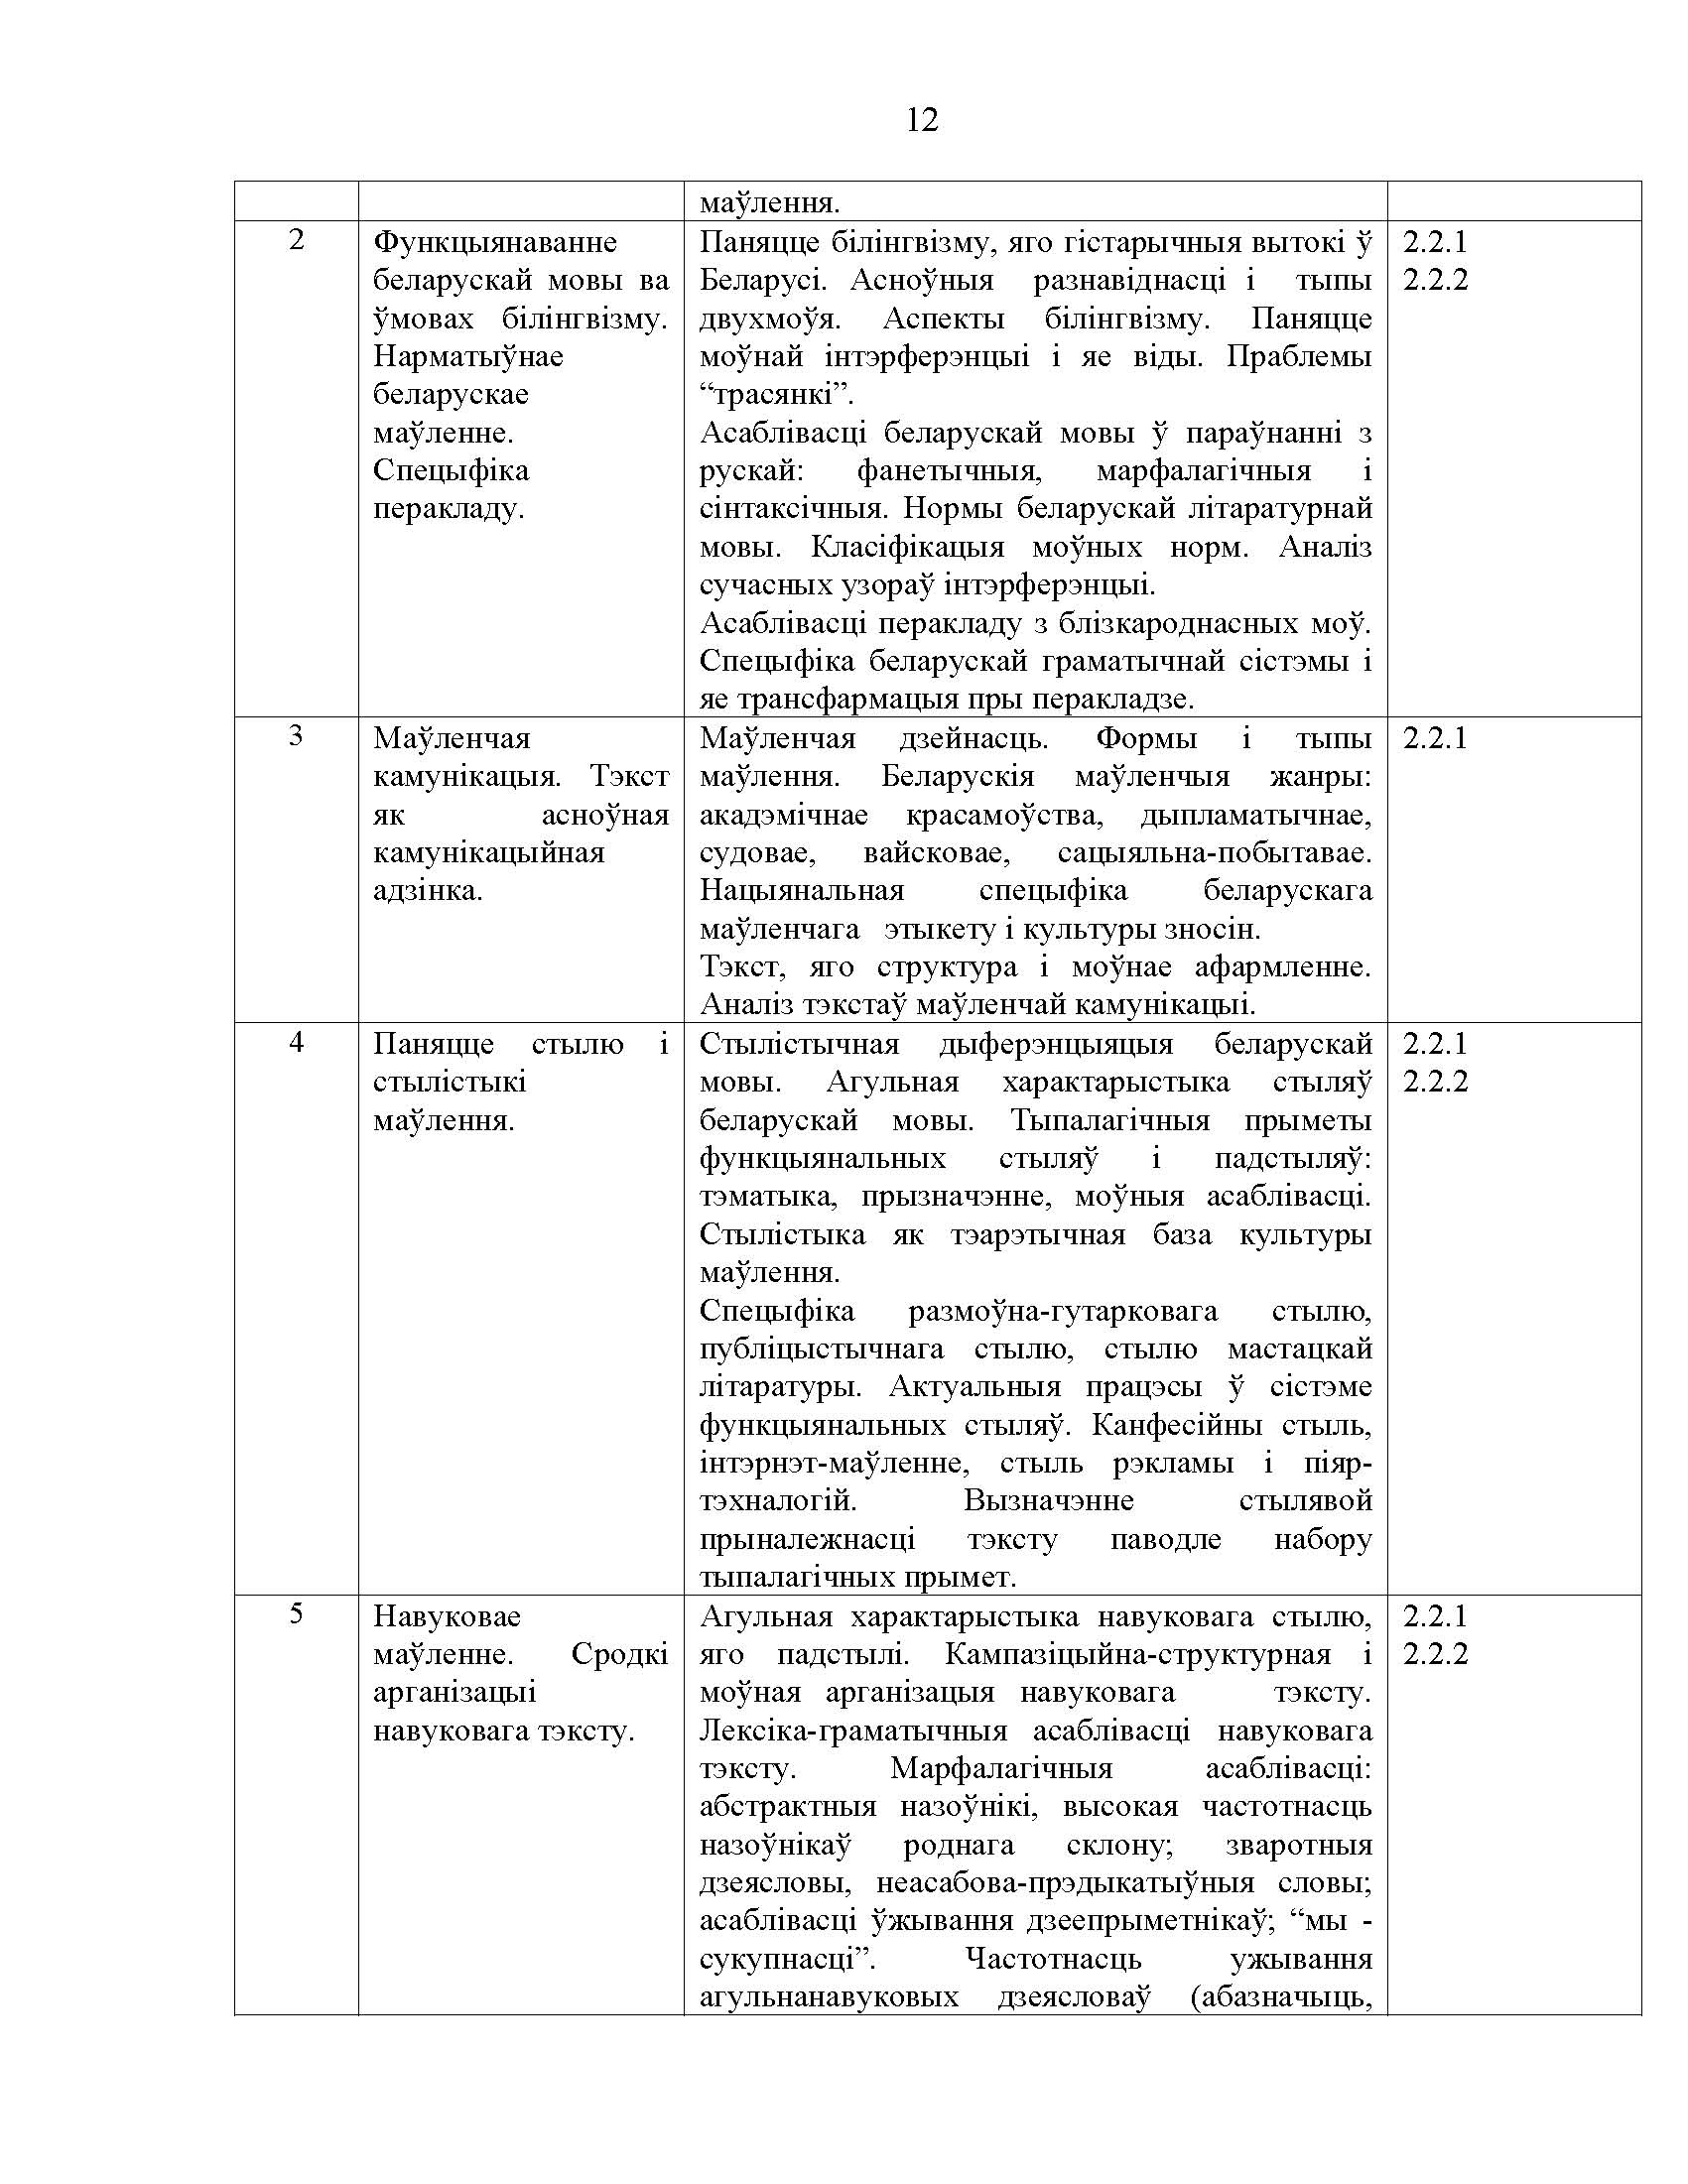 12
маўлення.
2
Функцыянаванне
беларускай мовы ва
ўмовах білінгвізму.
Нарматыўнае
беларускае
маўленне.
Спецыфіка
перакладу.
Паняцце білінгвізму, яго гістарычныя вытокі ў
Беларусі. Асноўныя разнавіднасці і тыпы
двухмоўя. Аспекты білінгвізму. Паняцце
моўнай інтэрферэнцыі і яе віды. Праблемы
“трасянкі”.
Асаблівасці беларускай мовы ў параўнанні з
рускай: фанетычныя, марфалагічныя і
сінтаксічныя. Нормы беларускай літаратурнай
мовы. Класіфікацыя моўных норм. Аналіз
сучасных узораў інтэрферэнцыі.
Асаблівасці перакладу з блізкароднасных моў.
Спецыфіка беларускай граматычнай сістэмы і
яе трансфармацыя пры перакладзе.
2.2.1
2.2.2
3
Маўленчая
камунікацыя. Тэкст
як асноўная
камунікацыйная
адзінка.
Маўленчая дзейнасць. Формы і тыпы
маўлення. Беларускія маўленчыя жанры:
акадэмічнае красамоўства, дыпламатычнае,
судовае, вайсковае, сацыяльна-побытавае.
Нацыянальная спецыфіка беларускага
маўленчага этыкету і культуры зносін.
Тэкст, яго структура і моўнае афармленне.
Аналіз тэкстаў маўленчай камунікацыі.
2.2.1
4
Паняцце стылю і
стылістыкі
маўлення.
Стылістычная дыферэнцыяцыя беларускай
мовы. Агульная характарыстыка стыляў
беларускай мовы. Тыпалагічныя прыметы
функцыянальных стыляў і падстыляў:
тэматыка, прызначэнне, моўныя асаблівасці.
Стылістыка як тэарэтычная база культуры
маўлення.
Спецыфіка размоўна-гутарковага стылю,
публіцыстычнага стылю, стылю мастацкай
літаратуры. Актуальныя працэсы ў сістэме
функцыянальных стыляў. Канфесійны стыль,
інтэрнэт-маўленне, стыль рэкламы і піяр-
тэхналогій. Вызначэнне стылявой
прыналежнасці тэксту паводле набору
тыпалагічных прымет.
2.2.1
2.2.2
5
Навуковае
маўленне. Сродкі
арганізацыі
навуковага тэксту.
Агульная характарыстыка навуковага стылю,
яго падстылі. Кампазіцыйна-структурная і
моўная арганізацыя навуковага тэксту.
Лексіка-граматычныя асаблівасці навуковага
тэксту. Марфалагічныя асаблівасці:
абстрактныя назоўнікі, высокая частотнасць
назоўнікаў роднага склону; зваротныя
дзеясловы, неасабова-прэдыкатыўныя словы;
асаблівасці ўжывання дзеепрыметнікаў; “мы -
сукупнасці”. Частотнасць ужывання
агульнанавуковых дзеясловаў (абазначыць,
2.2.1
2.2.2